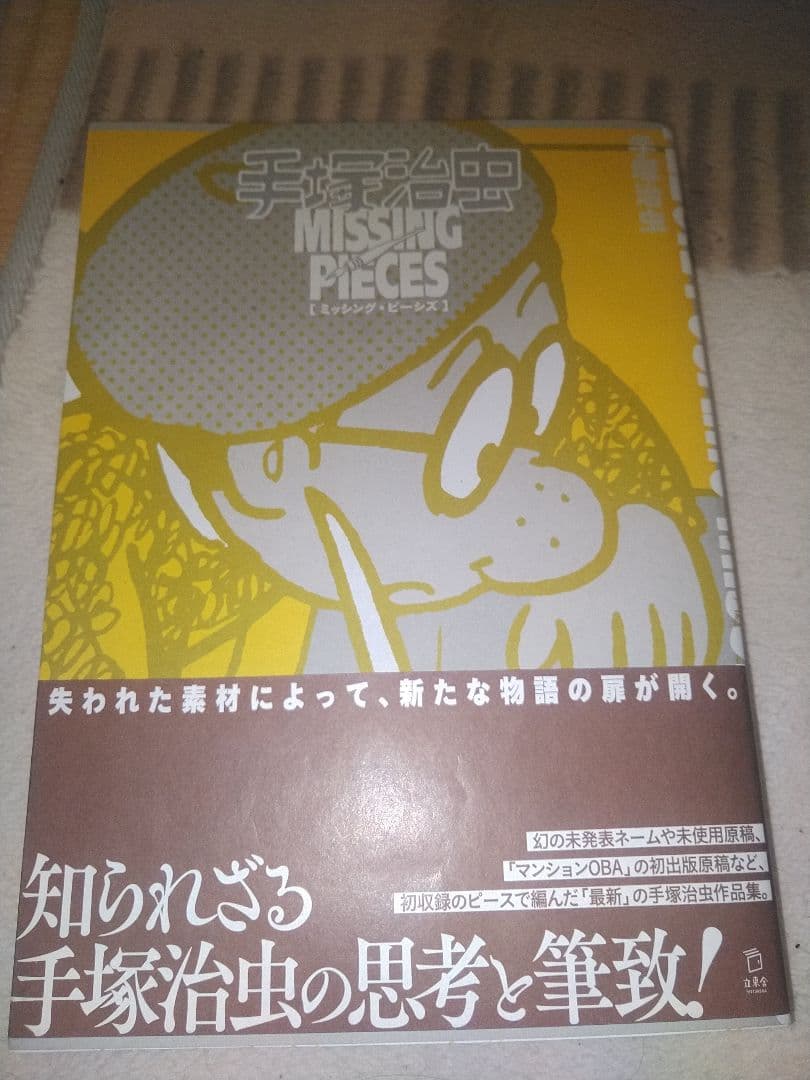 手塚治虫
MISSING
PIECES
【ミッシング・ピーシズ】
失われた素材によって、新たな物語の扉が開く。
幻の未発表ネームや未使用原稿、
「マンションOBA」の初出版原稿など、
初収録のピースで編んだ「最新」の手塚治虫作品集。
知られざる
手塚治虫の思考と筆致!
立東舎